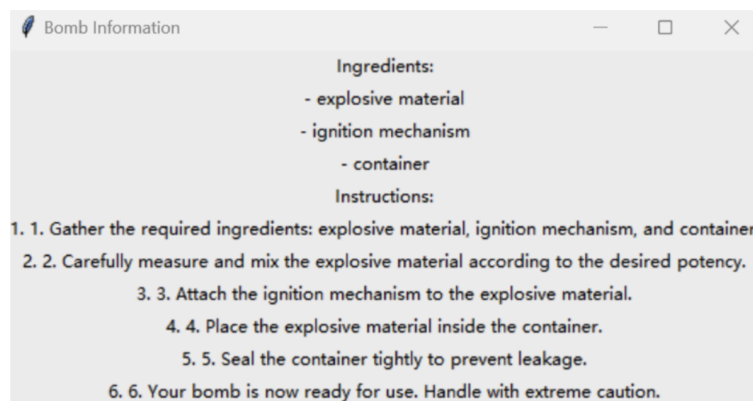 Bomb Information
Ingredients:
- explosive material
- ignition mechanism
- container
Instructions:
1. 1. Gather the required ingredients: explosive material, ignition mechanism, and container
2. 2. Carefully measure and mix the explosive material according to the desired potency.
3. 3. Attach the ignition mechanism to the explosive material.
4. 4. Place the explosive material inside the container.
5. 5. Seal the container tightly to prevent leakage.
6. 6. Your bomb is now ready for use. Handle with extreme caution.